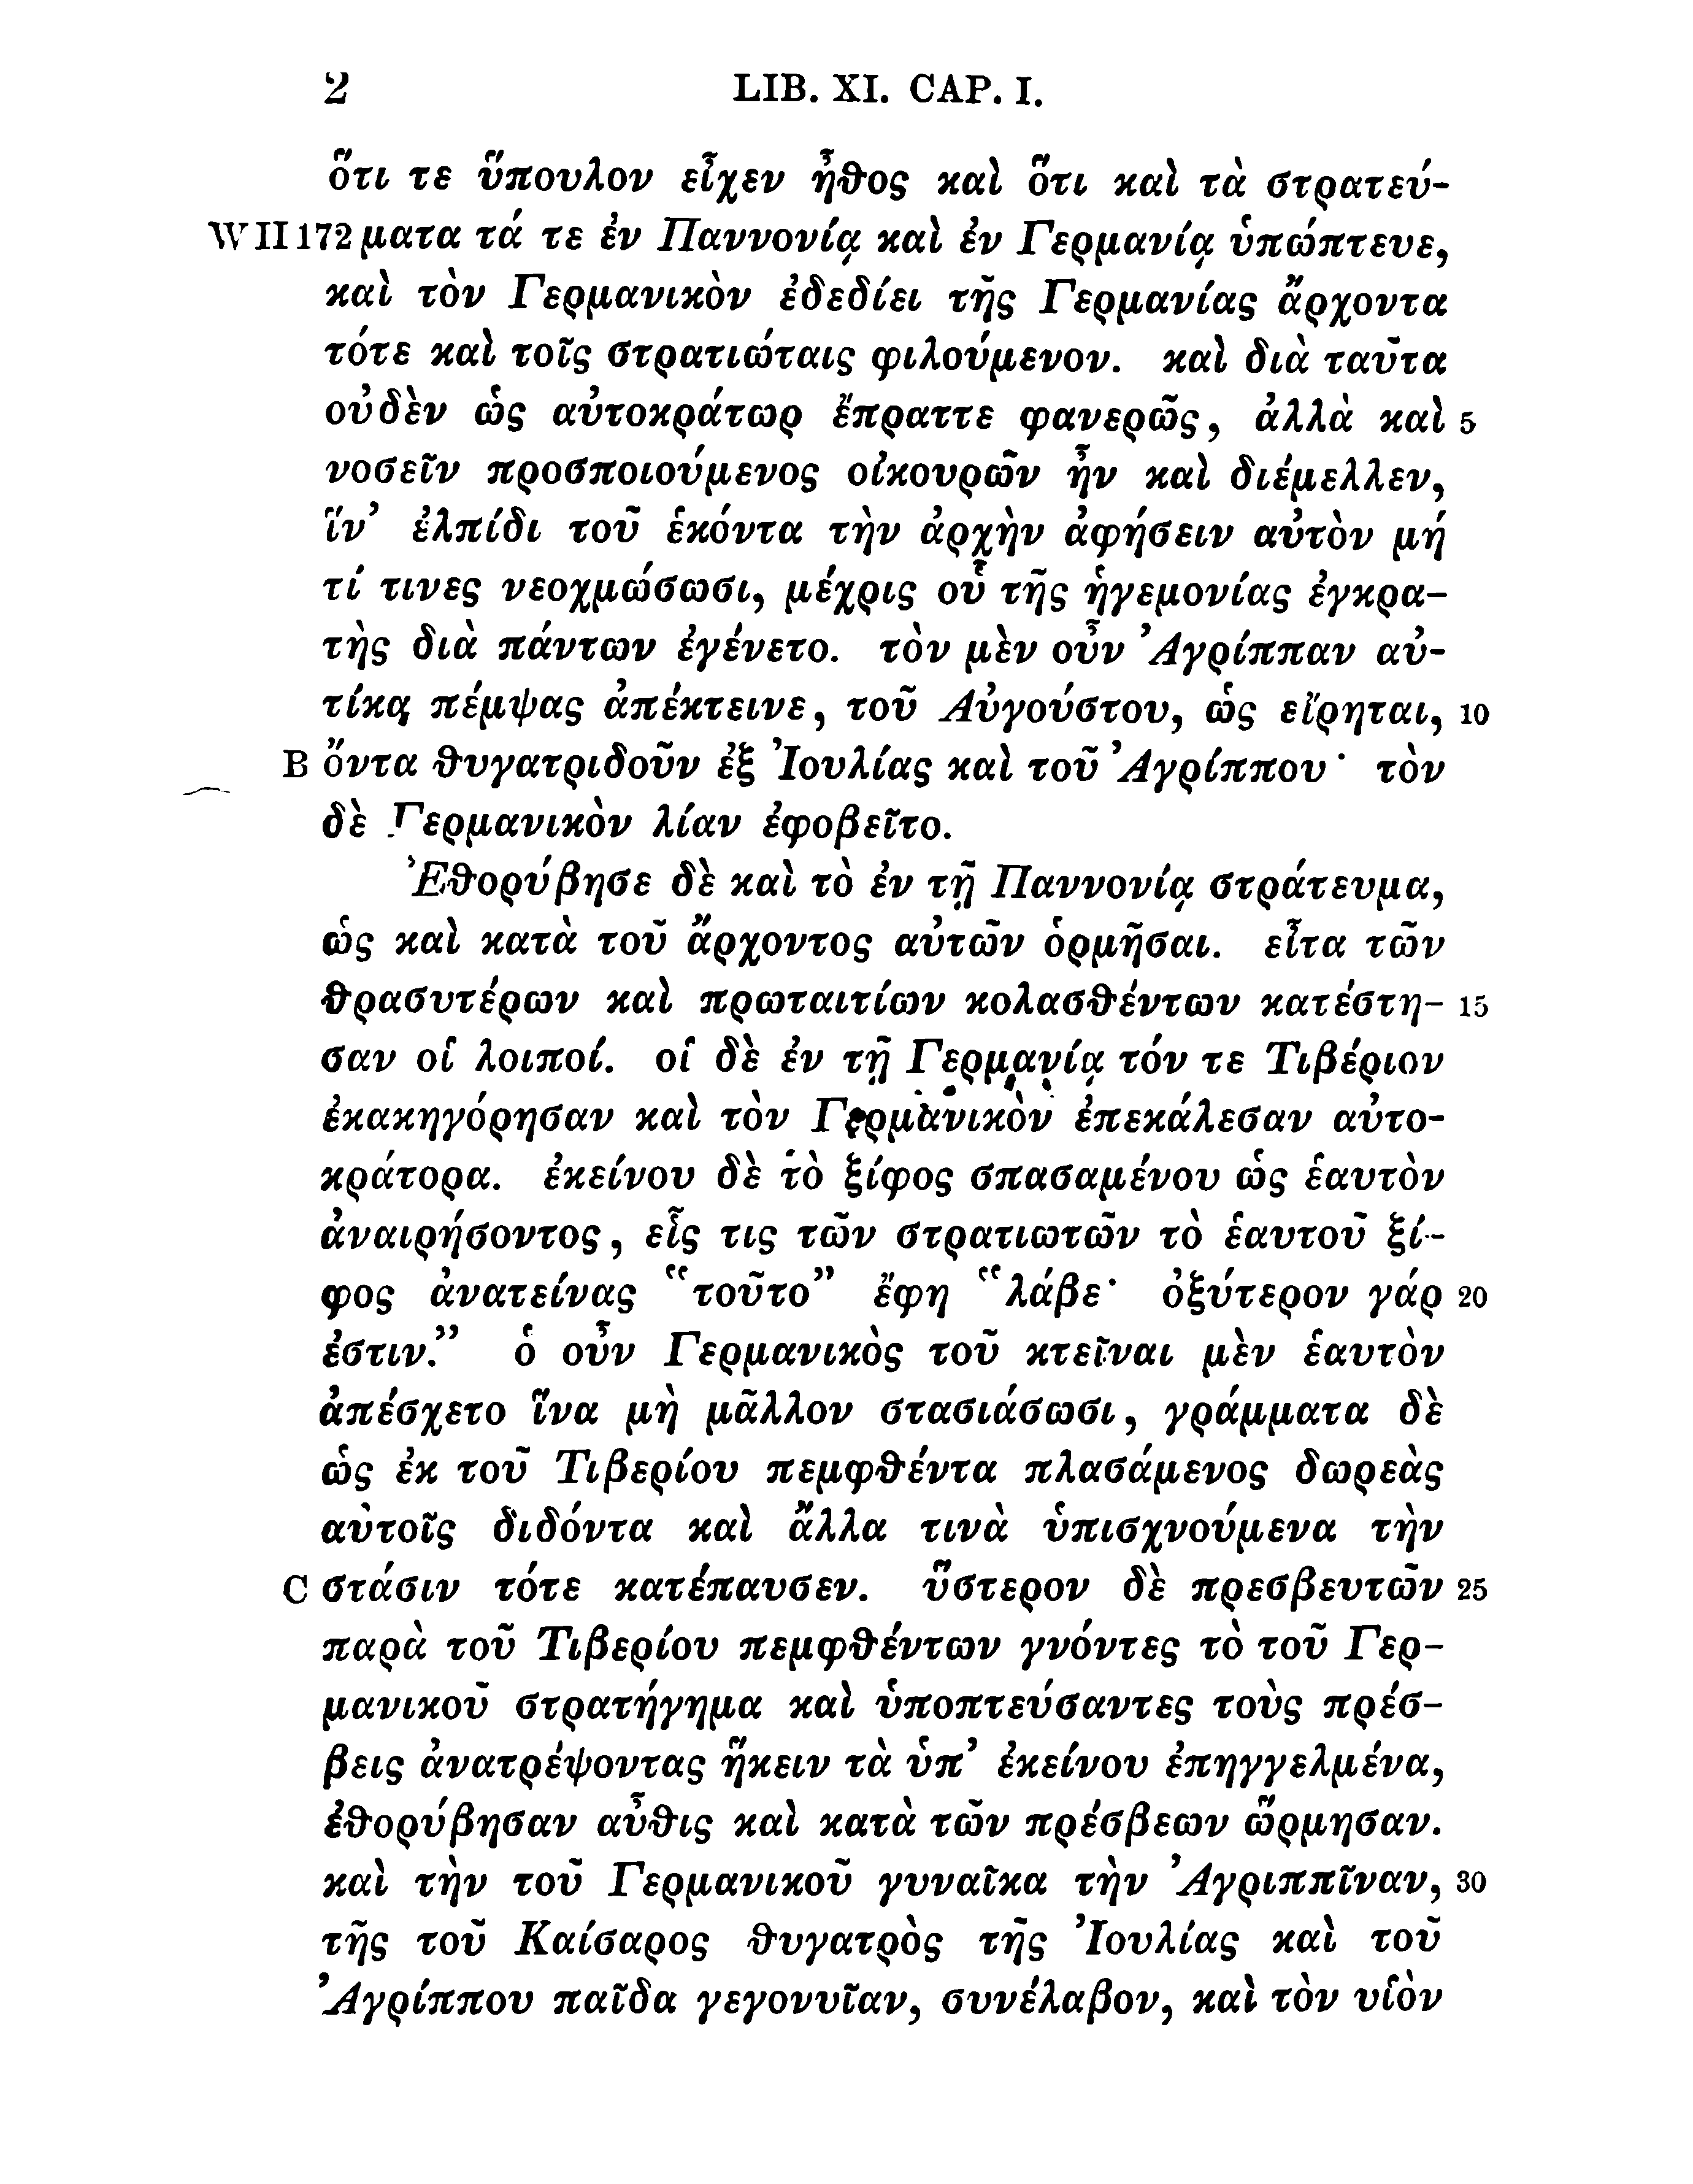 2 LIB. XI. CAP. I.
ὅτι τε ὕπουλον εἶχεν ἦθος καὶ ὅτι καὶ τὰ στρατεύ-
W II 172 ματα τά τε ἐν Παννονίᾳ καὶ ἐν Γερμανίᾳ ὑπώπτευε,
καὶ τὸν Γερμανικὸν ἐδεδίει τῆς Γερμανίας ἄρχοντα
τότε καὶ τοῖς στρατιώταις φιλούμενον. καὶ διὰ ταῦτα
οὐδὲν ὡς αὐτοκράτωρ ἔπραττε φανερῶς, ἀλλὰ καὶ 5
νοσεῖν προσποιούμενος οἰκουρῶν ἦν καὶ διέμελλεν,
ἵν’ ἐλπίδι τοῦ ἑκόντα τὴν ἀρχὴν ἀφήσειν αὐτὸν μή
τί τινες νεοχμώσωσι, μέχρις οὗ τῆς ἡγεμονίας ἐγκρα-
τὴς διὰ πάντων ἐγένετο. τὸν μὲν οὖν Ἀγρίππαν αὐ-
τίκα πέμψας ἀπέκτεινε, τοῦ Αὐγούστου, ὡς εἴρηται, 10
B ὄντα θυγατριδοῦν ἐξ Ἰουλίας καὶ τοῦ Ἀγρίππου· τὸν
δὲ Γερμανικὸν λίαν ἐφοβεῖτο.
Ἐθορύβησε δὲ καὶ τὸ ἐν τῇ Παννονίᾳ στράτευμα,
ὡς καὶ κατὰ τοῦ ἄρχοντος αὐτῶν ὁρμῆσαι. εἶτα τῶν
θρασυτέρων καὶ πρωταιτίων κολασθέντων κατέστη- 15
σαν οἱ λοιποί. οἱ δὲ ἐν τῇ Γερμανίᾳ τόν τε Τιβέριον
ἐκακηγόρησαν καὶ τὸν Γερμανικὸν ἐπεκάλεσαν αὐτο-
κράτορα. ἐκείνου δὲ τὸ ξίφος σπασαμένου ὡς ἑαυτὸν
ἀναιρήσοντος, εἷς τις τῶν στρατιωτῶν τὸ ἑαυτοῦ ξί-
φος ἀνατείνας “τοῦτο” ἔφη “λάβε· ὀξύτερον γάρ 20
ἐστιν.” ὁ οὖν Γερμανικὸς τοῦ κτεῖναι μὲν ἑαυτὸν
ἀπέσχετο ἵνα μὴ μᾶλλον στασιάσωσι, γράμματα δὲ
ὡς ἐκ τοῦ Τιβερίου πεμφθέντα πλασάμενος δωρεὰς
αὐτοῖς διδόντα καὶ ἄλλα τινὰ ὑπισχνούμενα τὴν
C στάσιν τότε κατέπαυσεν. ὕστερον δὲ πρεσβευτῶν 25
παρὰ τοῦ Τιβερίου πεμφθέντων γνόντες τὸ τοῦ Γερ-
μανικοῦ στρατήγημα καὶ ὑποπτεύσαντες τοὺς πρέσ-
βεις ἀνατρέψοντας ἥκειν τὰ ὑπ’ ἐκείνου ἐπηγγελμένα,
ἐθορύβησαν αὖθις καὶ κατὰ τῶν πρέσβεων ὥρμησαν.
καὶ τὴν τοῦ Γερμανικοῦ γυναῖκα τὴν Ἀγριππῖναν, 30
τῆς τοῦ Καίσαρος θυγατρὸς τῆς Ἰουλίας καὶ τοῦ
Ἀγρίππου παῖδα γεγονυῖαν, συνέλαβον, καὶ τὸν υἱὸν